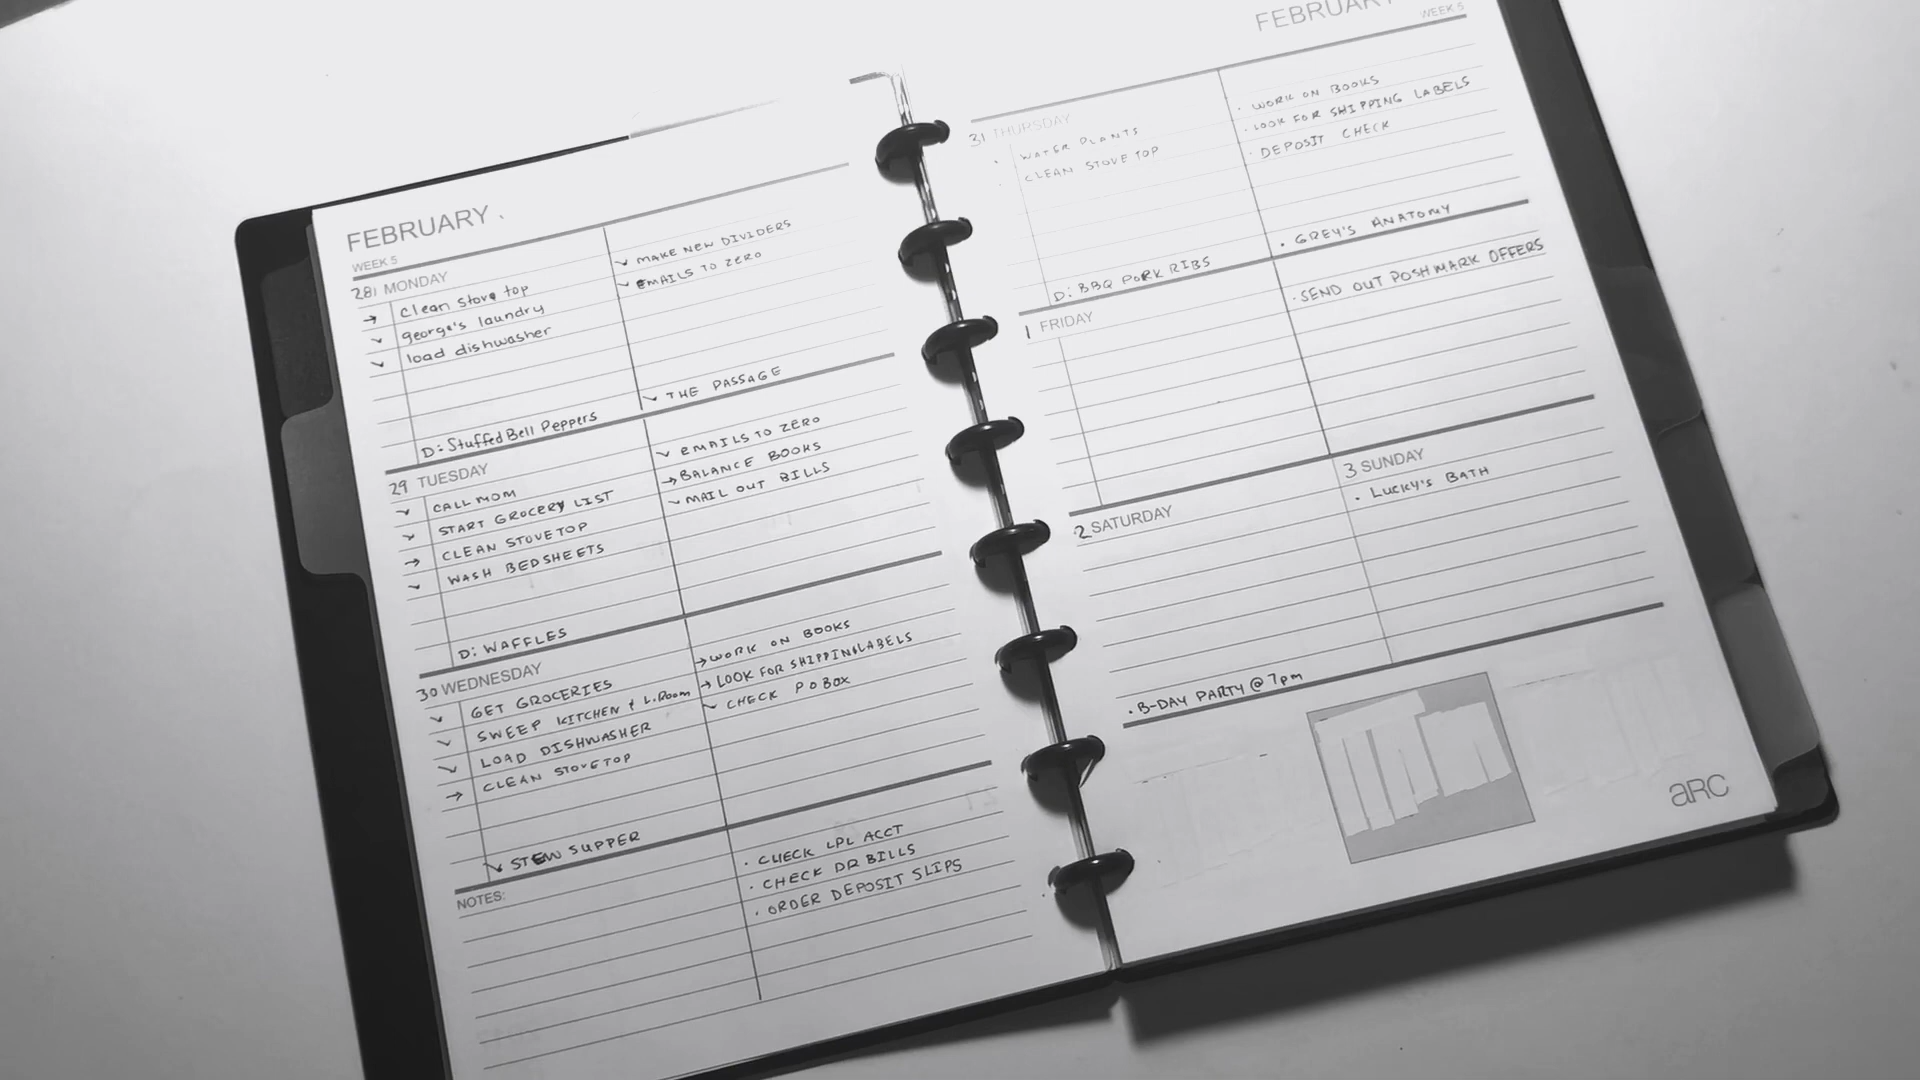 FEBRUARY
WEEK 5
28 MONDAY
→ clean stove top
george's laundry
load dishwasher
D: Stuffed Bell Peppers
MAKE NEW DIVIDERS
EMAILS TO ZERO
THE PASSAGE
29 TUESDAY
CALL MOM
START GROCERY LIST
→ CLEAN STOVETOP
WASH BEDSHEETS
D: WAFFLES
EMAILS TO ZERO
→ BALANCE BOOKS
MAIL OUT BILLS
30 WEDNESDAY
GET GROCERIES
SWEEP KITCHEN & L.ROOM
LOAD DISHWASHER
→ CLEAN STOVETOP
STEW SUPPER
→ WORK ON BOOKS
→ LOOK FOR SHIPPING LABELS
CHECK PO BOX
NOTES:
· CHECK LPL ACCT
· CHECK DR BILLS
· ORDER DEPOSIT SLIPS
FEBRUARY
WEEK 5
31 THURSDAY
· WATER PLANTS
· CLEAN STOVE TOP
D: BBQ PORK RIBS
· WORK ON BOOKS
· LOOK FOR SHIPPING LABELS
· DEPOSIT CHECK
· GREY'S ANATOMY
1 FRIDAY
· SEND OUT POSHMARK OFFERS
2 SATURDAY
· B-DAY PARTY @ 7pm
3 SUNDAY
· LUCKY'S BATH
aRC